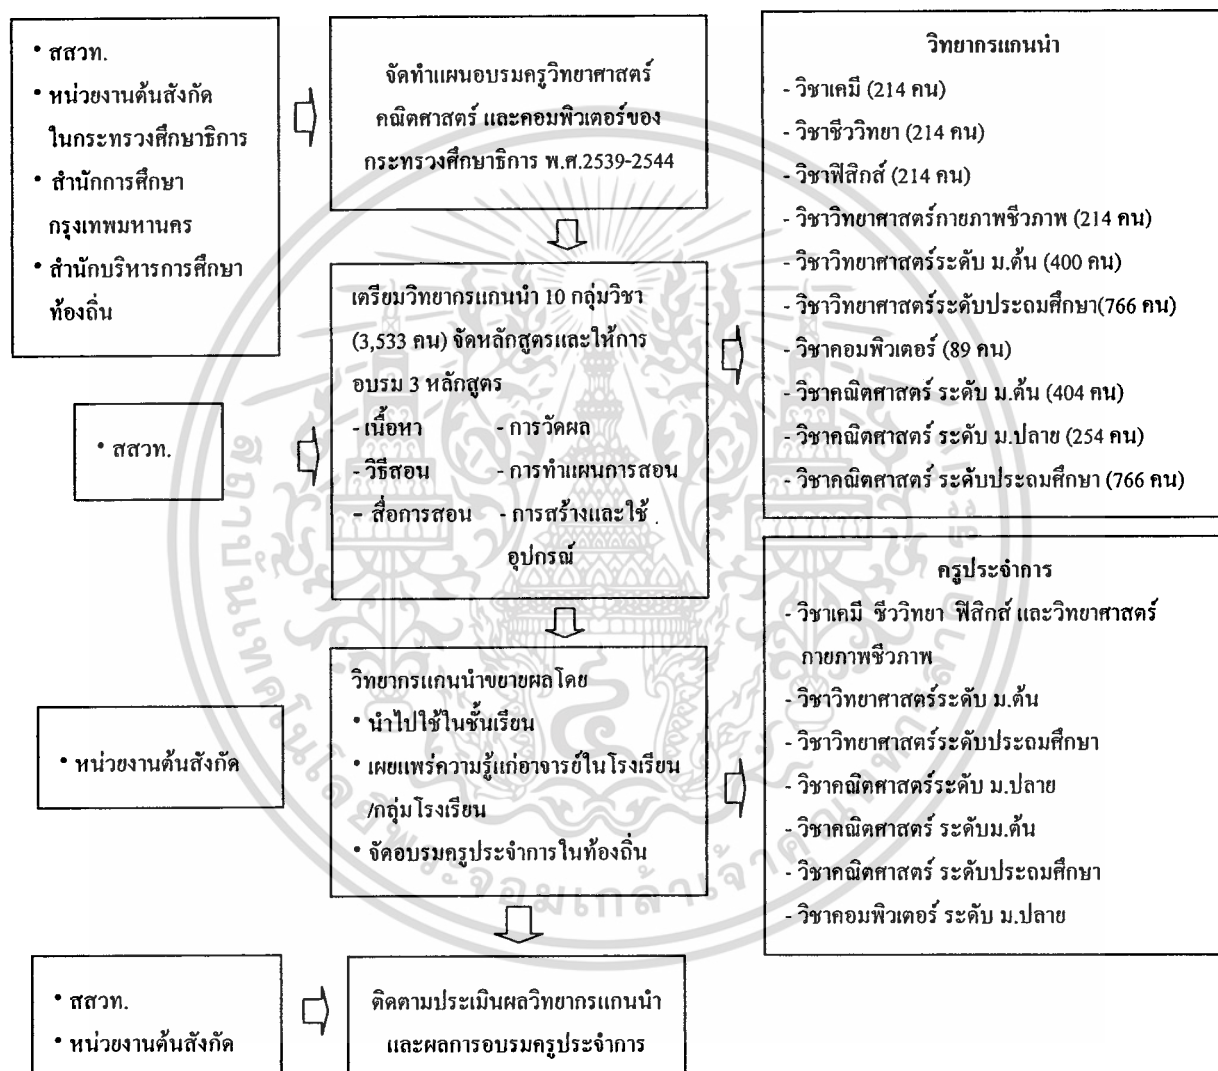 • สสวท.
• หน่วยงานต้นสังกัด
ในกระทรวงศึกษาธิการ
• สำนักการศึกษา
กรุงเทพมหานคร
• สำนักบริหารการศึกษา
ท้องถิ่น
จัดทำแผนอบรมครูวิทยาศาสตร์
คณิตศาสตร์ และคอมพิวเตอร์ของ
กระทรวงศึกษาธิการ พ.ศ.2539-2544
วิทยากรแกนนำ
- วิชาเคมี (214 คน)
- วิชาชีววิทยา (214 คน)
- วิชาฟิสิกส์ (214 คน)
- วิชาวิทยาศาสตร์กายภาพชีวภาพ (214 คน)
- วิชาวิทยาศาสตร์ระดับ ม.ต้น (400 คน)
- วิชาวิทยาศาสตร์ระดับประถมศึกษา(766 คน)
- วิชาคอมพิวเตอร์ (89 คน)
- วิชาคณิตศาสตร์ ระดับ ม.ต้น (404 คน)
- วิชาคณิตศาสตร์ ระดับ ม.ปลาย (254 คน)
- วิชาคณิตศาสตร์ ระดับประถมศึกษา (766 คน)
• สสวท.
เตรียมวิทยากรแกนนำ 10 กลุ่มวิชา
(3,533 คน) จัดหลักสูตรและให้การ
อบรม 3 หลักสูตร
- เนื้อหา - การวัดผล
- วิธีสอน - การทำแผนการสอน
- สื่อการสอน - การสร้างและใช้
อุปกรณ์
ครูประจำการ
- วิชาเคมี ชีววิทยา ฟิสิกส์ และวิทยาศาสตร์
กายภาพชีวภาพ
- วิชาวิทยาศาสตร์ระดับ ม.ต้น
- วิชาวิทยาศาสตร์ระดับประถมศึกษา
- วิชาคณิตศาสตร์ระดับ ม.ปลาย
- วิชาคณิตศาสตร์ ระดับม.ต้น
- วิชาคณิตศาสตร์ ระดับประถมศึกษา
- วิชาคอมพิวเตอร์ ระดับ ม.ปลาย
• หน่วยงานต้นสังกัด
วิทยากรแกนนำขยายผลโดย
• นำไปใช้ในชั้นเรียน
• เผยแพร่ความรู้แก่อาจารย์ในโรงเรียน
/กลุ่มโรงเรียน
• จัดอบรมครูประจำการในท้องถิ่น
• สสวท.
• หน่วยงานต้นสังกัด
ติดตามประเมินผลวิทยากรแกนนำ
และผลการอบรมครูประจำการ